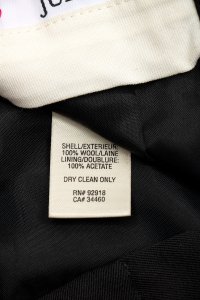 SHELL/EXTERIEUR:
100% WOOL/LAINE
LINING/DOUBLURE:
100% ACETATE
DRY CLEAN ONLY
RN# 92918
CA# 34460